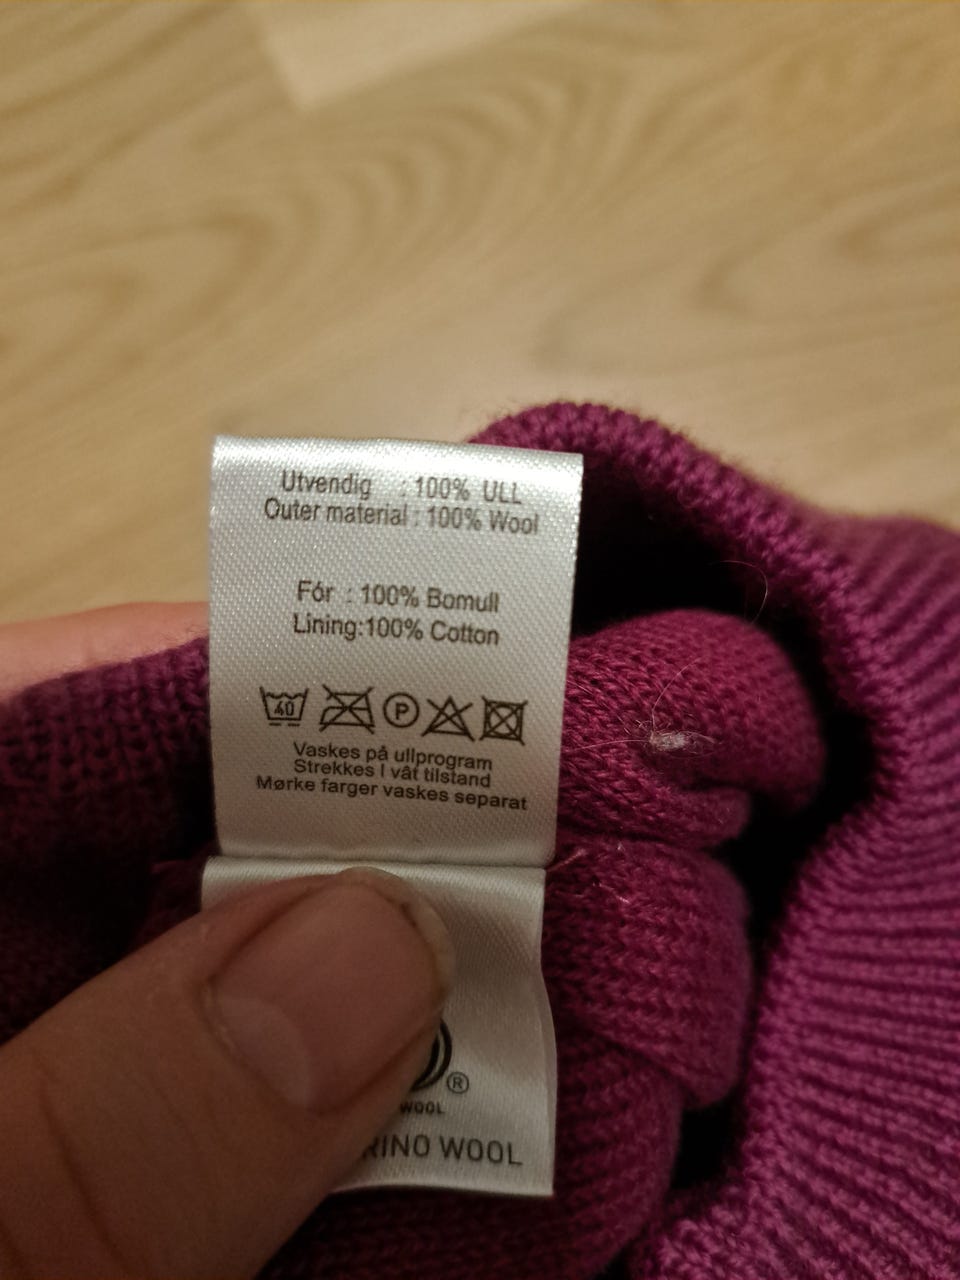 Utvendig : 100% ULL
Outer material : 100% Wool
Fór : 100% Bomull
Lining:100% Cotton
40 P
Vaskes på ullprogram
Strekkes I våt tilstand
Mørke farger vaskes separat
®
WOOL
WOOL